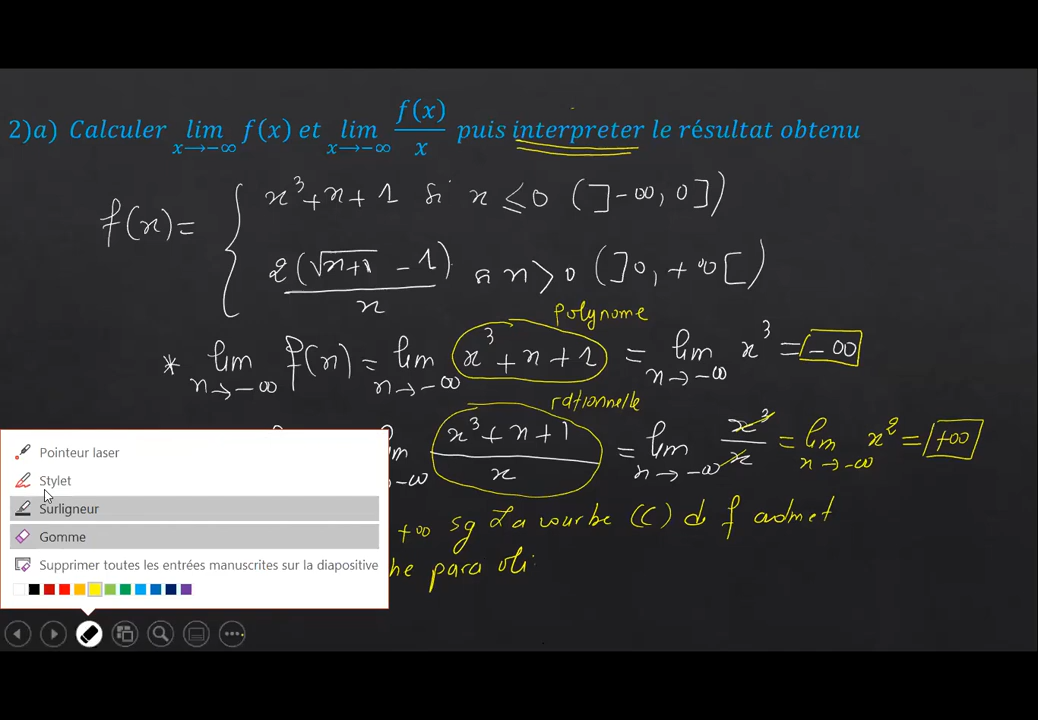 2)a) Calculer lim x→−∞ f(x) et lim x→−∞ f(x)/x puis interpreter le résultat obtenu
f(x) = { x³+x+1 si x ≤ 0 (]-∞, 0])
2(√x+1 - 1)/x si x > 0 (]0, +∞[)
polynome
* lim x→-∞ f(x) = lim x→-∞ x³+x+1 = lim x→-∞ x³ = -∞
rationnelle
x³+x+1 / x = lim x→-∞ x³/x = lim x→-∞ x² = +∞
+∞ sg La courbe (C) de f admet
he paraboli
Pointeur laser
Stylet
Surligneur
Gomme
Supprimer toutes les entrées manuscrites sur la diapositive